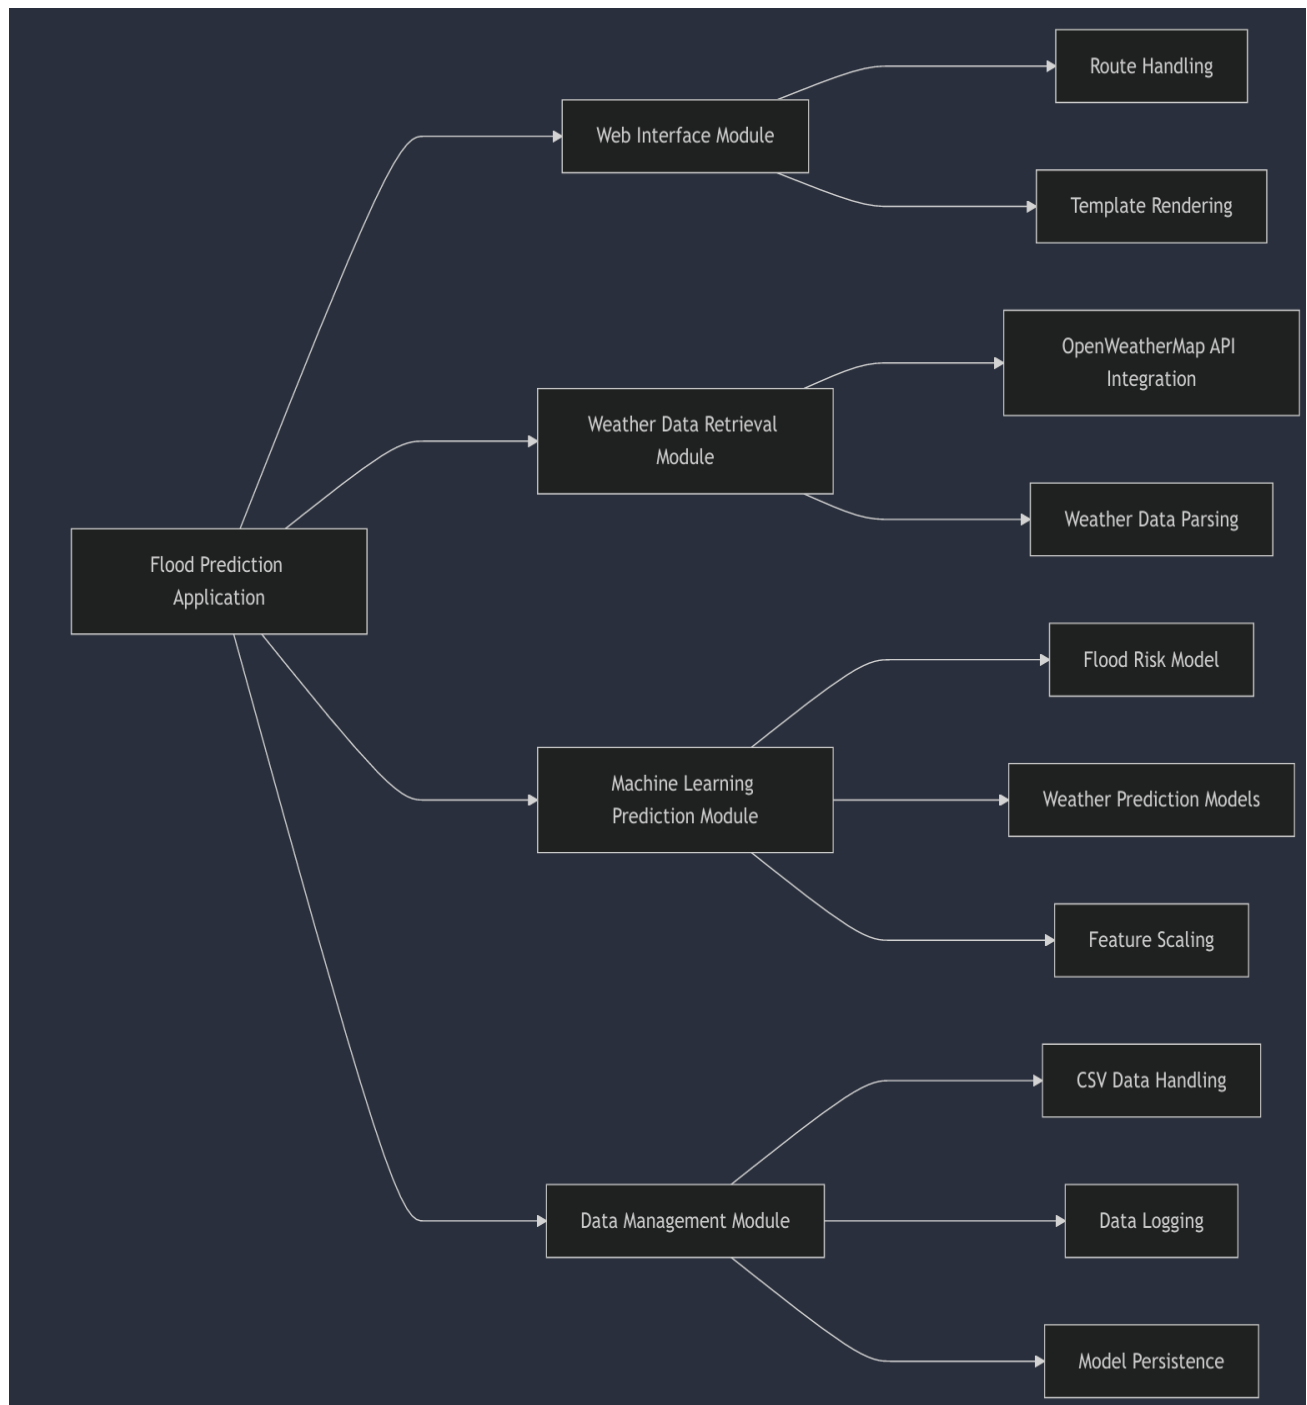 Route Handling
Web Interface Module
Template Rendering
OpenWeatherMap API
Integration
Weather Data Retrieval
Module
Weather Data Parsing
Flood Prediction
Application
Flood Risk Model
Machine Learning
Prediction Module
Weather Prediction Models
Feature Scaling
CSV Data Handling
Data Management Module
Data Logging
Model Persistence